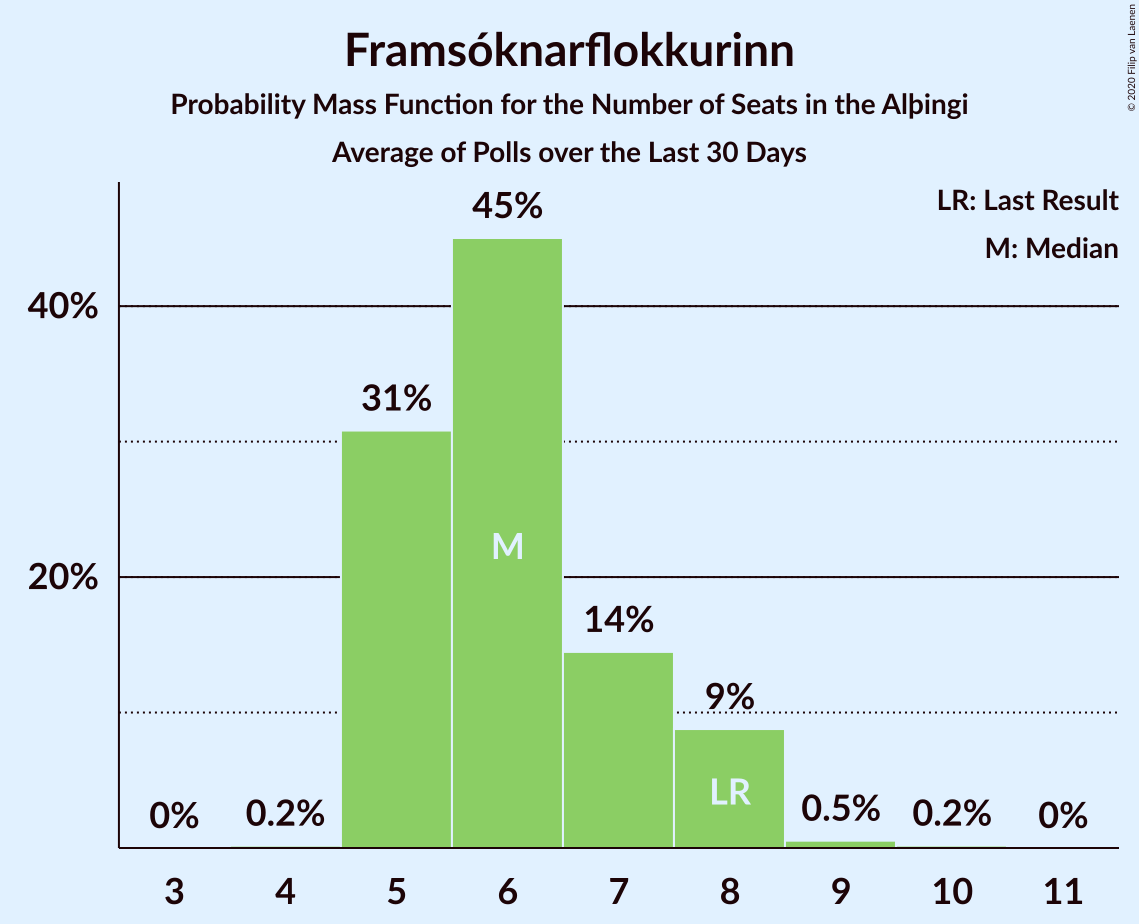 Framsóknarflokkurinn
Probability Mass Function for the Number of Seats in the Alþingi
Average of Polls over the Last 30 Days
© 2020 Filip van Laenen
LR: Last Result
M: Median
40%
20%
0%
0.2%
31%
45%
14%
9%
0.5%
0.2%
0%
M
LR
3
4
5
6
7
8
9
10
11